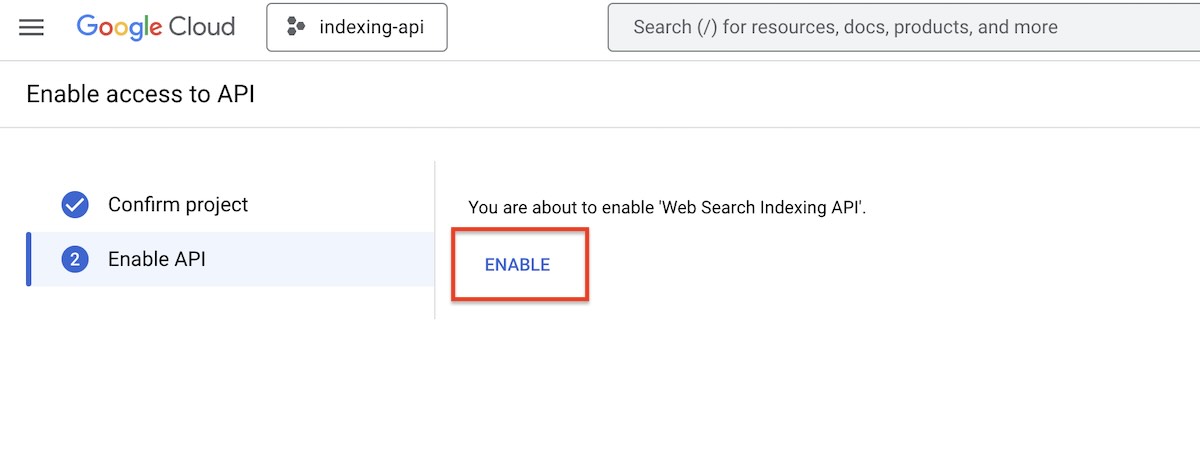 Google Cloud
indexing-api
Search (/) for resources, docs, products, and more
Enable access to API
Confirm project
2 Enable API
You are about to enable 'Web Search Indexing API'.
ENABLE